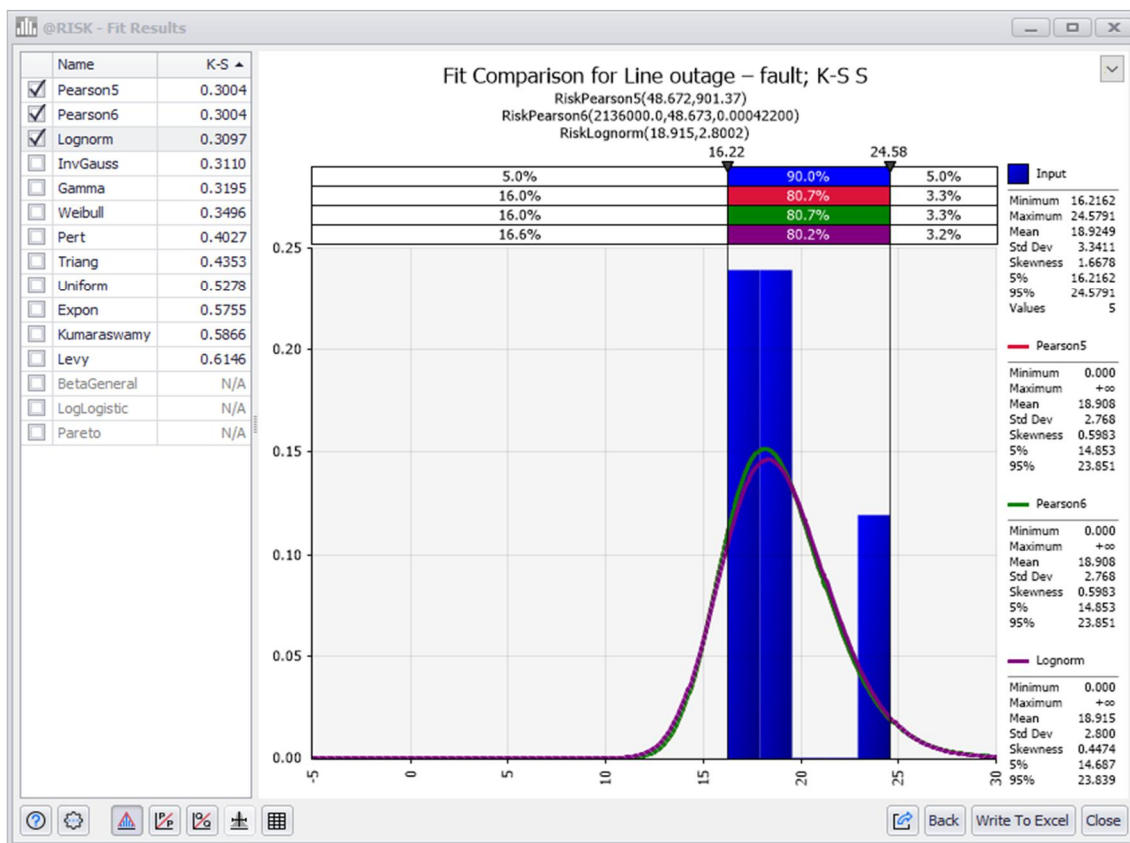 @RISK - Fit Results
Name K-S
Pearson5 0.3004
Pearson6 0.3004
Lognorm 0.3097
InvGauss 0.3110
Gamma 0.3195
Weibull 0.3496
Pert 0.4027
Triang 0.4353
Uniform 0.5278
Expon 0.5755
Kumaraswamy 0.5866
Levy 0.6146
BetaGeneral N/A
LogLogistic N/A
Pareto N/A
Fit Comparison for Line outage – fault; K-S S
RiskPearson5(48.672,901.37)
RiskPearson6(2136000.0,48.673,0.00042200)
RiskLognorm(18.915,2.8002)
16.22 24.58
5.0% 90.0% 5.0%
16.0% 80.7% 3.3%
16.0% 80.7% 3.3%
16.6% 80.2% 3.2%
0.25
0.20
0.15
0.10
0.05
0.00
-5 0 5 10 15 20 25 30
Input
Minimum 16.2162
Maximum 24.5791
Mean 18.9249
Std Dev 3.3411
Skewness 1.6678
5% 16.2162
95% 24.5791
Values 5
Pearson5
Minimum 0.000
Maximum +∞
Mean 18.908
Std Dev 2.768
Skewness 0.5983
5% 14.853
95% 23.851
Pearson6
Minimum 0.000
Maximum +∞
Mean 18.908
Std Dev 2.768
Skewness 0.5983
5% 14.853
95% 23.851
Lognorm
Minimum 0.000
Maximum +∞
Mean 18.915
Std Dev 2.800
Skewness 0.4474
5% 14.687
95% 23.839
Back Write To Excel Close